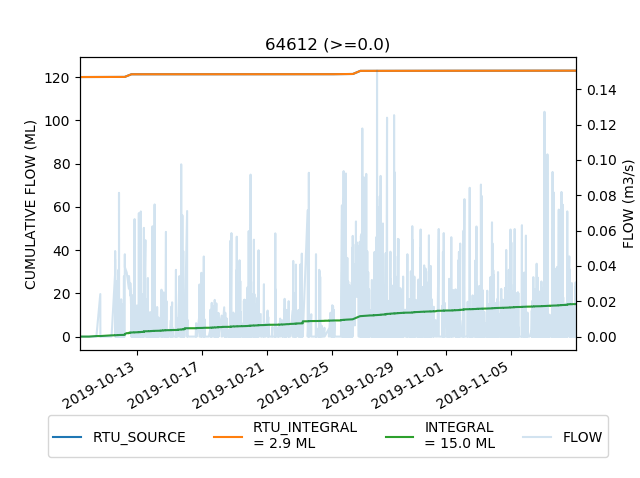 64612 (>=0.0)
CUMULATIVE FLOW (ML)
120
100
80
60
40
20
0
FLOW (m3/s)
0.14
0.12
0.10
0.08
0.06
0.04
0.02
0.00
2019-10-13
2019-10-17
2019-10-21
2019-10-25
2019-10-29
2019-11-01
2019-11-05
RTU_SOURCE
RTU_INTEGRAL
= 2.9 ML
INTEGRAL
= 15.0 ML
FLOW